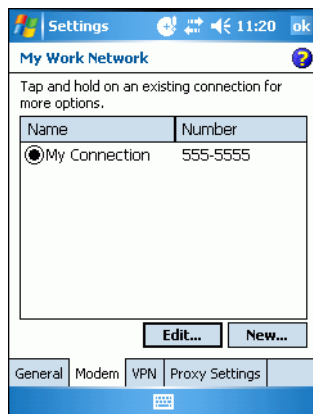 Settings 11:20 ok
My Work Network ?
Tap and hold on an existing connection for
more options.
Name Number
My Connection 555-5555
Edit... New...
General Modem VPN Proxy Settings